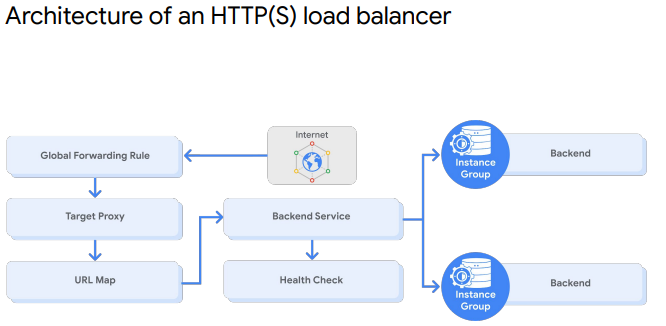 Architecture of an HTTP(S) load balancer
Internet
Global Forwarding Rule
Instance
Group
Backend
Target Proxy
Backend Service
URL Map
Health Check
Instance
Group
Backend